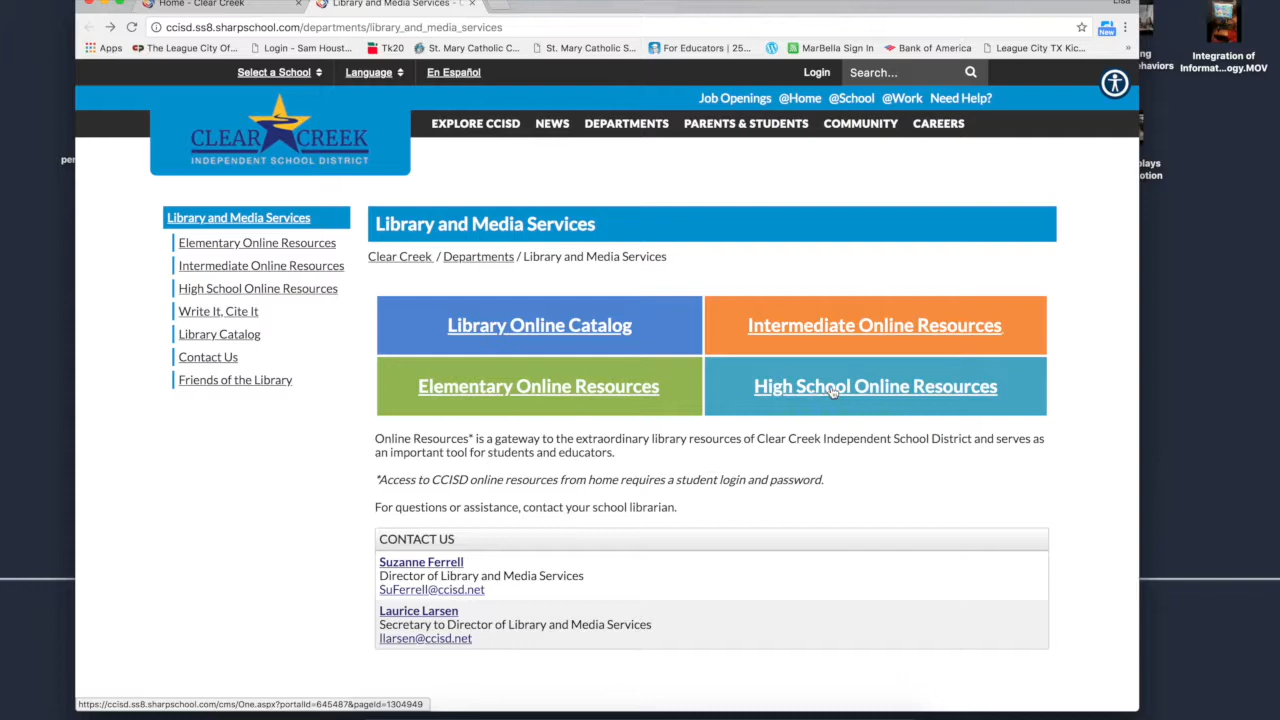 Home - Clear Creek
Library and Media Services - C
Lisa
ccisd.ss8.sharpschool.com/departments/library_and_media_services
New
Apps
The League City Of...
Login - Sam Houst...
Tk20
St. Mary Catholic C...
St. Mary Catholic S...
For Educators | 25...
MarBella Sign In
Bank of America
League City TX Kic...
»
Select a School
Language
En Español
Login
Search...
Job Openings @Home @School @Work Need Help?
CLEAR CREEK
INDEPENDENT SCHOOL DISTRICT
EXPLORE CCISD NEWS DEPARTMENTS PARENTS & STUDENTS COMMUNITY CAREERS
Library and Media Services
Elementary Online Resources
Intermediate Online Resources
High School Online Resources
Write It, Cite It
Library Catalog
Contact Us
Friends of the Library
Library and Media Services
Clear Creek / Departments / Library and Media Services
Library Online Catalog
Intermediate Online Resources
Elementary Online Resources
High School Online Resources
Online Resources* is a gateway to the extraordinary library resources of Clear Creek Independent School District and serves as
an important tool for students and educators.
*Access to CCISD online resources from home requires a student login and password.
For questions or assistance, contact your school librarian.
CONTACT US
Suzanne Ferrell
Director of Library and Media Services
SuFerrell@ccisd.net
Laurice Larsen
Secretary to Director of Library and Media Services
llarsen@ccisd.net
https://ccisd.ss8.sharpschool.com/cms/One.aspx?portalId=645487&pageId=1304949
Integration of
Informat...ogy.MOV